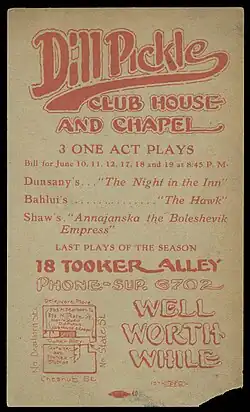 Dill Pickle
CLUB HOUSE
AND CHAPEL
3 ONE ACT PLAYS
Bill for June 10, 11, 12, 17, 18 and 19 at 8:45 P. M.
Dunsany's... "The Night in the Inn"
Bahlui's................ "The Hawk"
Shaw's. "Annajanska the Boleshevik
Empress"
LAST PLAYS OF THE SEASON
18 TOOKER ALLEY
PHONE-SUP. 6702
No Dearborn St.
No. State St.
Chestnut St.
WELL
WORTH
WHILE